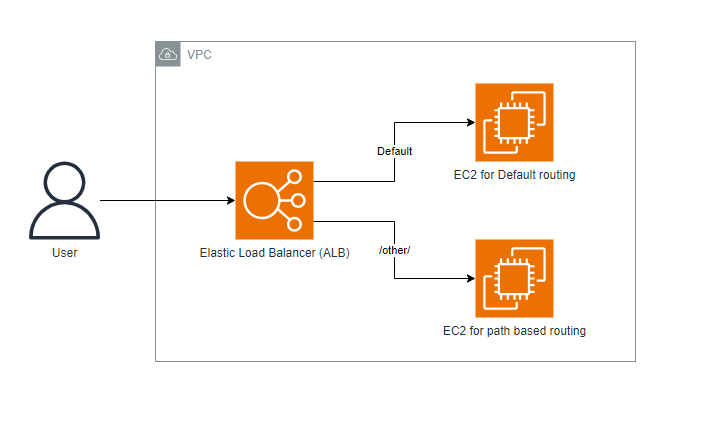 VPC
Default
EC2 for Default routing
User
Elastic Load Balancer (ALB)
/other/
EC2 for path based routing